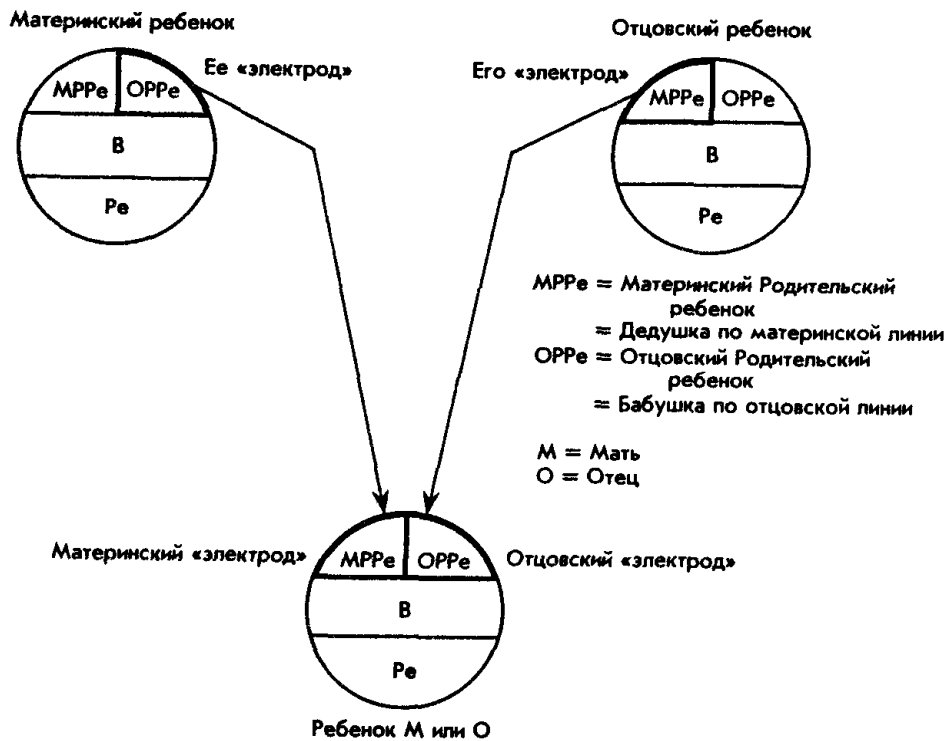 Материнский ребенок
Отцовский ребенок
Ее «электрод»
Его «электрод»
МРРе ОРРе
В
Ре
МРРе ОРРе
В
Ре
МРРе = Материнский Родительский
ребенок
= Дедушка по материнской линии
ОРРе = Отцовский Родительский
ребенок
= Бабушка по отцовской линии
М = Мать
О = Отец
Материнский «электрод»
МРРе ОРРе
Отцовский «электрод»
В
Ре
Ребенок М или О